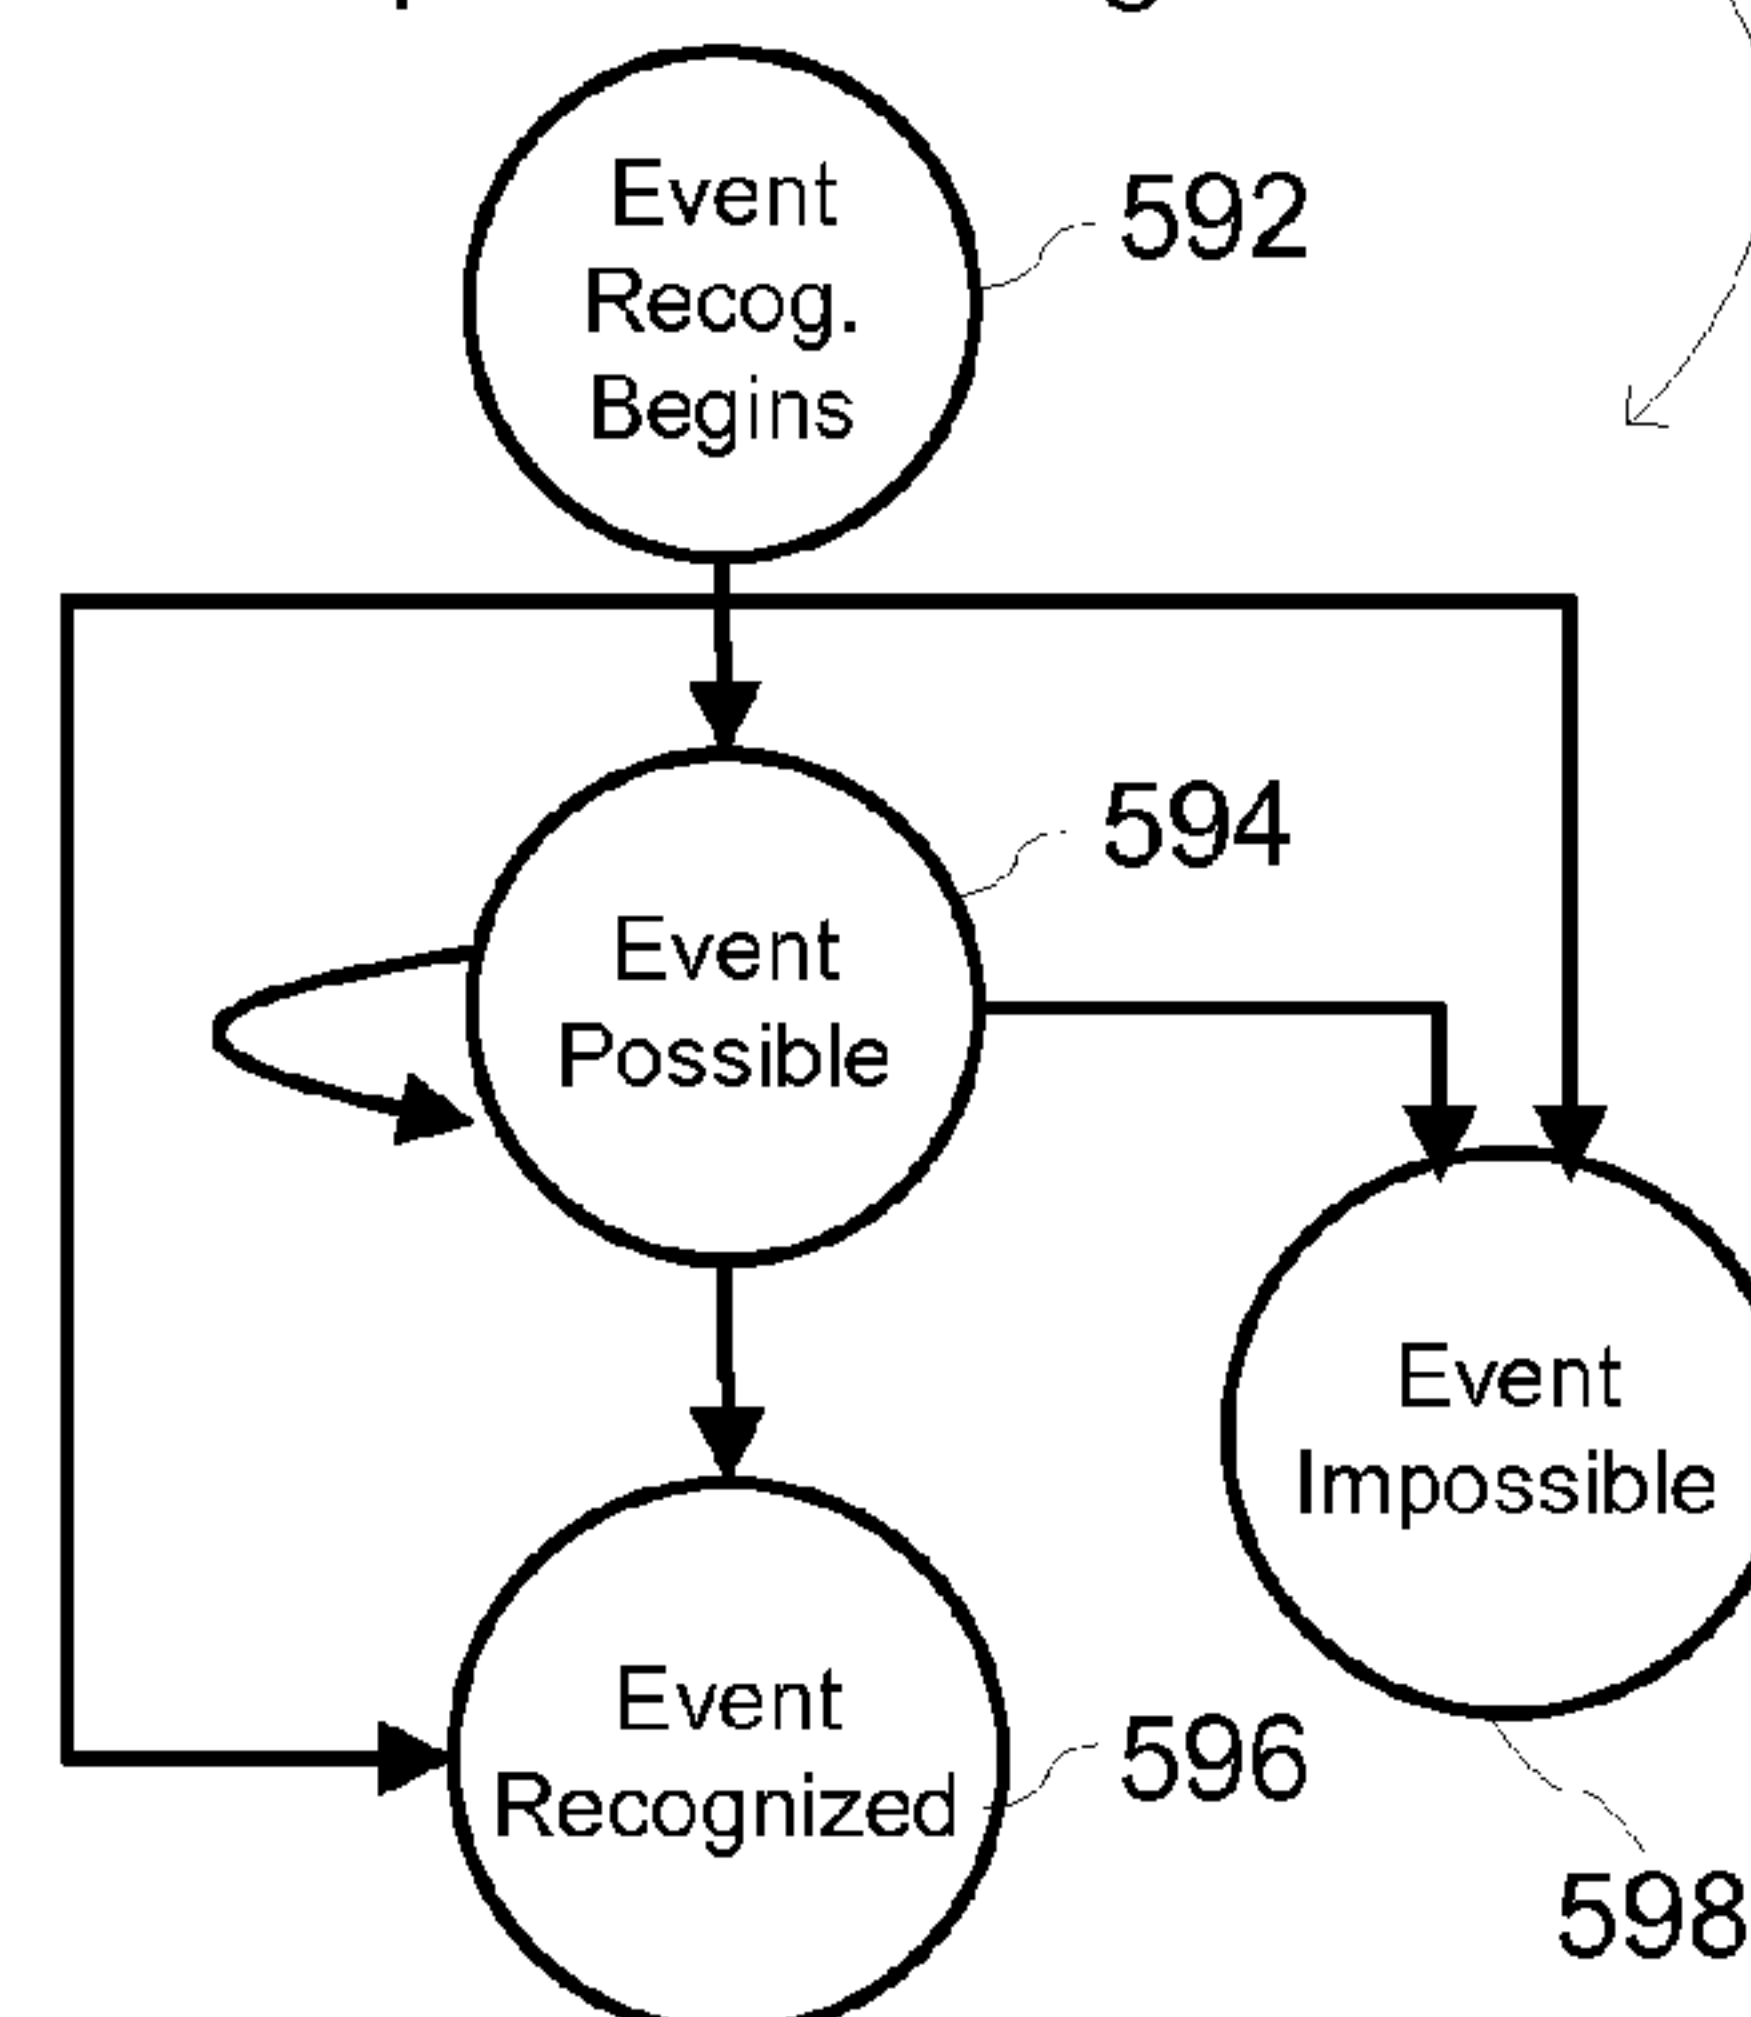 Event
Recog.
Begins
592
594
Event
Possible
Event
Impossible
Event
Recognized
596
598